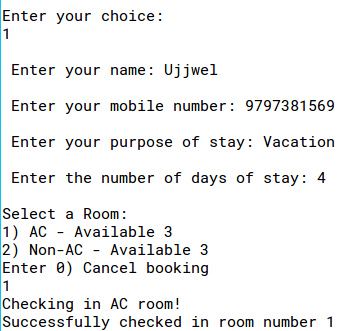 Enter your choice:
1
Enter your name: Ujjwel
Enter your mobile number: 9797381569
Enter your purpose of stay: Vacation
Enter the number of days of stay: 4
Select a Room:
1) AC - Available 3
2) Non-AC - Available 3
Enter 0) Cancel booking
1
Checking in AC room!
Successfully checked in room number 1